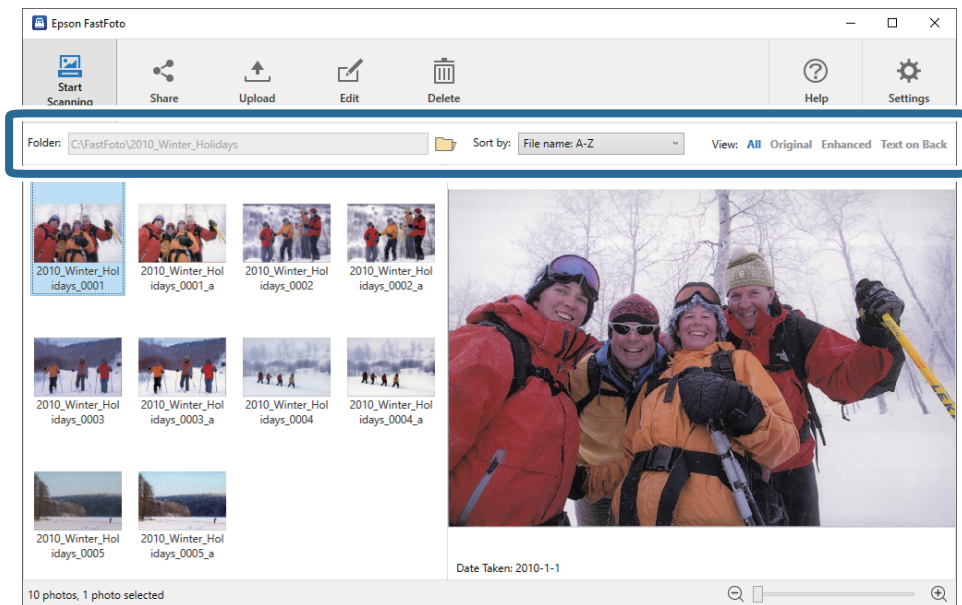 Epson FastFoto
Start
Scanning
Share
Upload
Edit
Delete
Help
Settings
Folder: C:\FastFoto\2010_Winter_Holidays
Sort by: File name: A-Z
View: All Original Enhanced Text on Back
2010_Winter_Hol
idays_0001
2010_Winter_Hol
idays_0001_a
2010_Winter_Hol
idays_0002
2010_Winter_Hol
idays_0002_a
2010_Winter_Hol
idays_0003
2010_Winter_Hol
idays_0003_a
2010_Winter_Hol
idays_0004
2010_Winter_Hol
idays_0004_a
2010_Winter_Hol
idays_0005
2010_Winter_Hol
idays_0005_a
Date Taken: 2010-1-1
10 photos, 1 photo selected